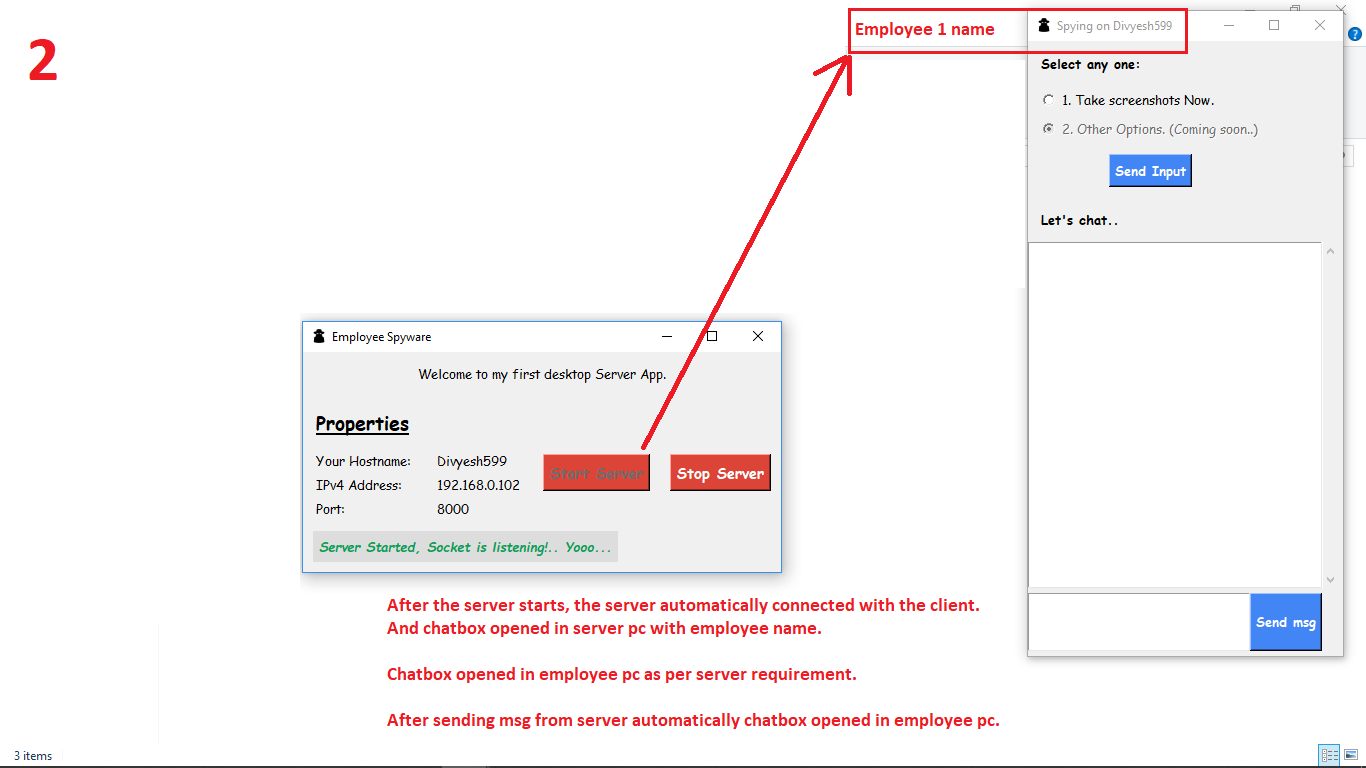 2
Employee 1 name
Spying on Divyesh599
Select any one:
1. Take screenshots Now.
2. Other Options. (Coming soon..)
Send Input
Let's chat..
Employee Spyware
Welcome to my first desktop Server App.
Properties
Your Hostname: Divyesh599
IPv4 Address: 192.168.0.102
Port: 8000
Start Server
Stop Server
Server Started, Socket is listening!.. Yooo...
After the server starts, the server automatically connected with the client.
And chatbox opened in server pc with employee name.
Chatbox opened in employee pc as per server requirement.
After sending msg from server automatically chatbox opened in employee pc.
Send msg
3 items